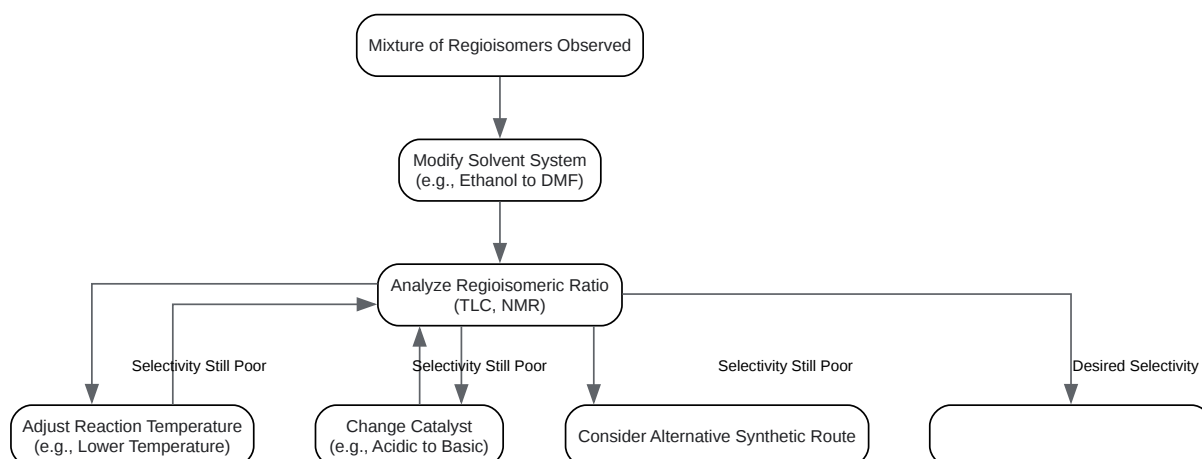 Mixture of Regioisomers Observed
Modify Solvent System
(e.g., Ethanol to DMF)
Analyze Regioisomeric Ratio
(TLC, NMR)
Selectivity Still Poor
Selectivity Still Poor
Selectivity Still Poor
Desired Selectivity
Adjust Reaction Temperature
(e.g., Lower Temperature)
Change Catalyst
(e.g., Acidic to Basic)
Consider Alternative Synthetic Route